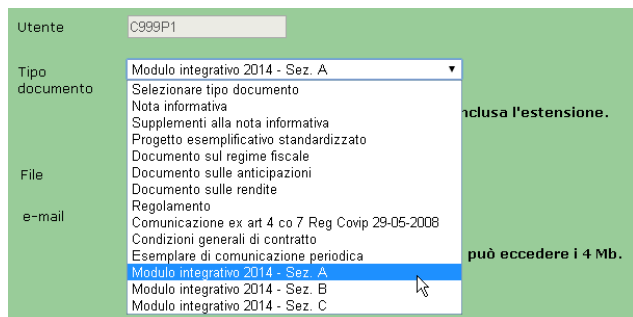 Utente C999P1
Tipo documento Modulo integrativo 2014 - Sez. A
Selezionare tipo documento
Nota informativa
Supplementi alla nota informativa
Progetto esemplificativo standardizzato
Documento sul regime fiscale
Documento sulle anticipazioni
Documento sulle rendite
Regolamento
Comunicazione ex art 4 co 7 Reg Covip 29-05-2008
Condizioni generali di contratto
Esemplare di comunicazione periodica
Modulo integrativo 2014 - Sez. A
Modulo integrativo 2014 - Sez. B
Modulo integrativo 2014 - Sez. C
nclusa l'estensione.
File
e-mail
può eccedere i 4 Mb.